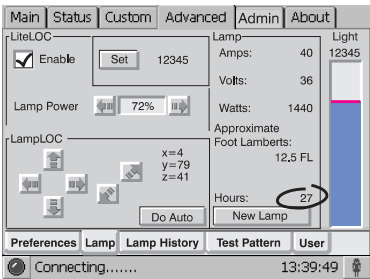 Main Status Custom Advanced Admin About
LiteLOC
Enable Set 12345
Lamp Power 72%
LampLOC
x=4
y=79
z=41
Do Auto
Lamp
Amps: 40
Volts: 36
Watts: 1440
Approximate
Foot Lamberts:
12.5 FL
Hours: 27
New Lamp
Light
12345
Preferences Lamp Lamp History Test Pattern User
Connecting....... 13:39:49